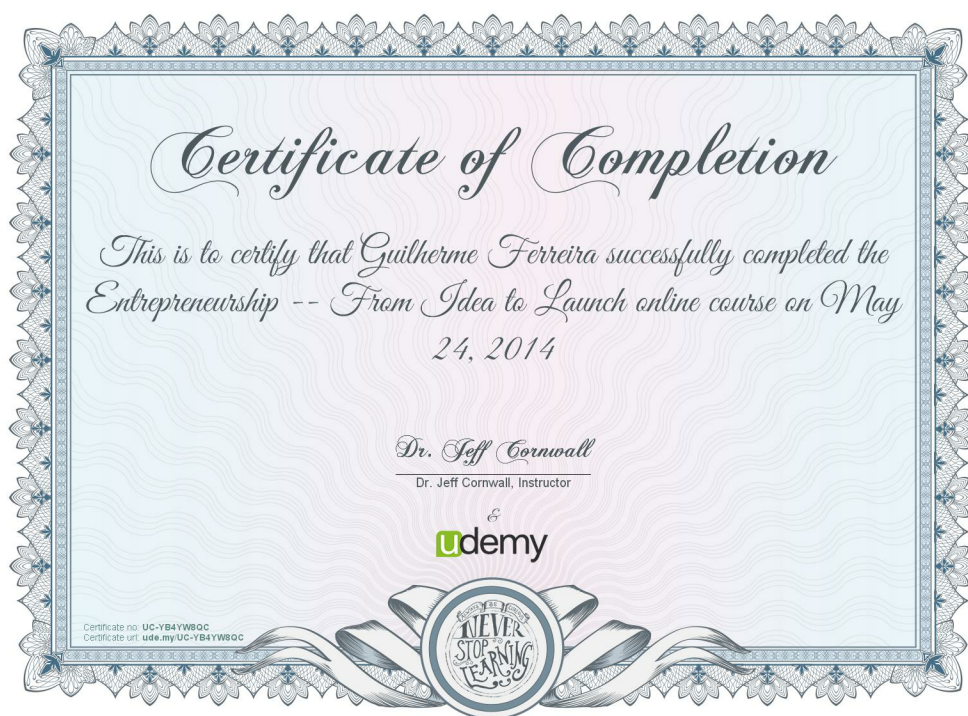 Certificate of Completion
This is to certify that Guilherme Ferreira successfully completed the
Entrepreneurship -- From Idea to Launch online course on May
24, 2014
Dr. Jeff Cornwall
Dr. Jeff Cornwall, Instructor
&
udemy
Certificate no: UC-YB4YW8QC
Certificate url: ude.my/UC-YB4YW8QC
NEVER
STOP
LEARNING